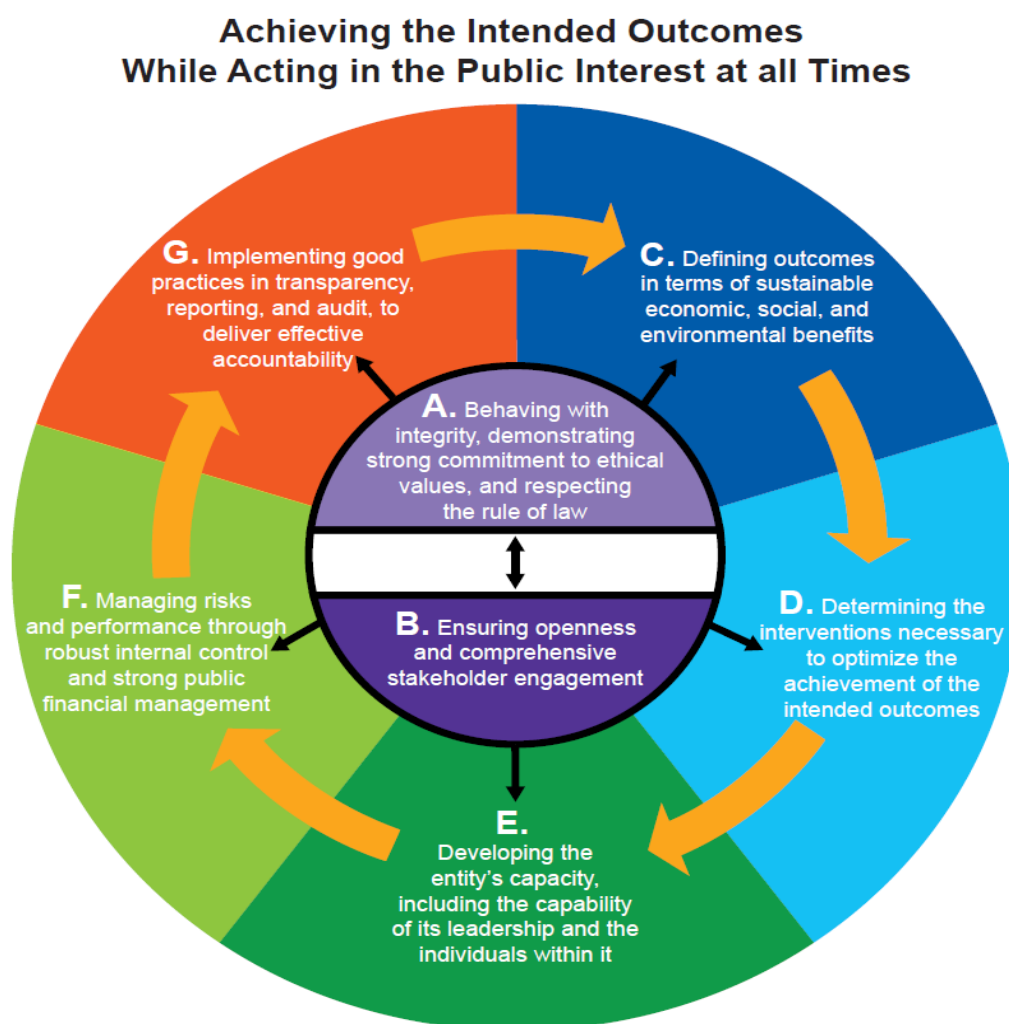 Achieving the Intended Outcomes
While Acting in the Public Interest at all Times
G. Implementing good
practices in transparency,
reporting, and audit, to
deliver effective
accountability
C. Defining outcomes
in terms of sustainable
economic, social, and
environmental benefits
A. Behaving with
integrity, demonstrating
strong commitment to ethical
values, and respecting
the rule of law
B. Ensuring openness
and comprehensive
stakeholder engagement
F. Managing risks
and performance through
robust internal control
and strong public
financial management
D. Determining the
interventions necessary
to optimize the
achievement of the
intended outcomes
E.
Developing the
entity’s capacity,
including the capability
of its leadership and the
individuals within it